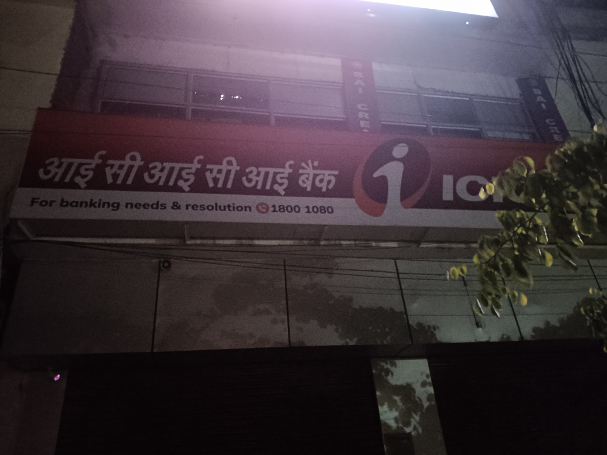 आई सी आई सी आई बैंक i ICI
For banking needs & resolution 1800 1080